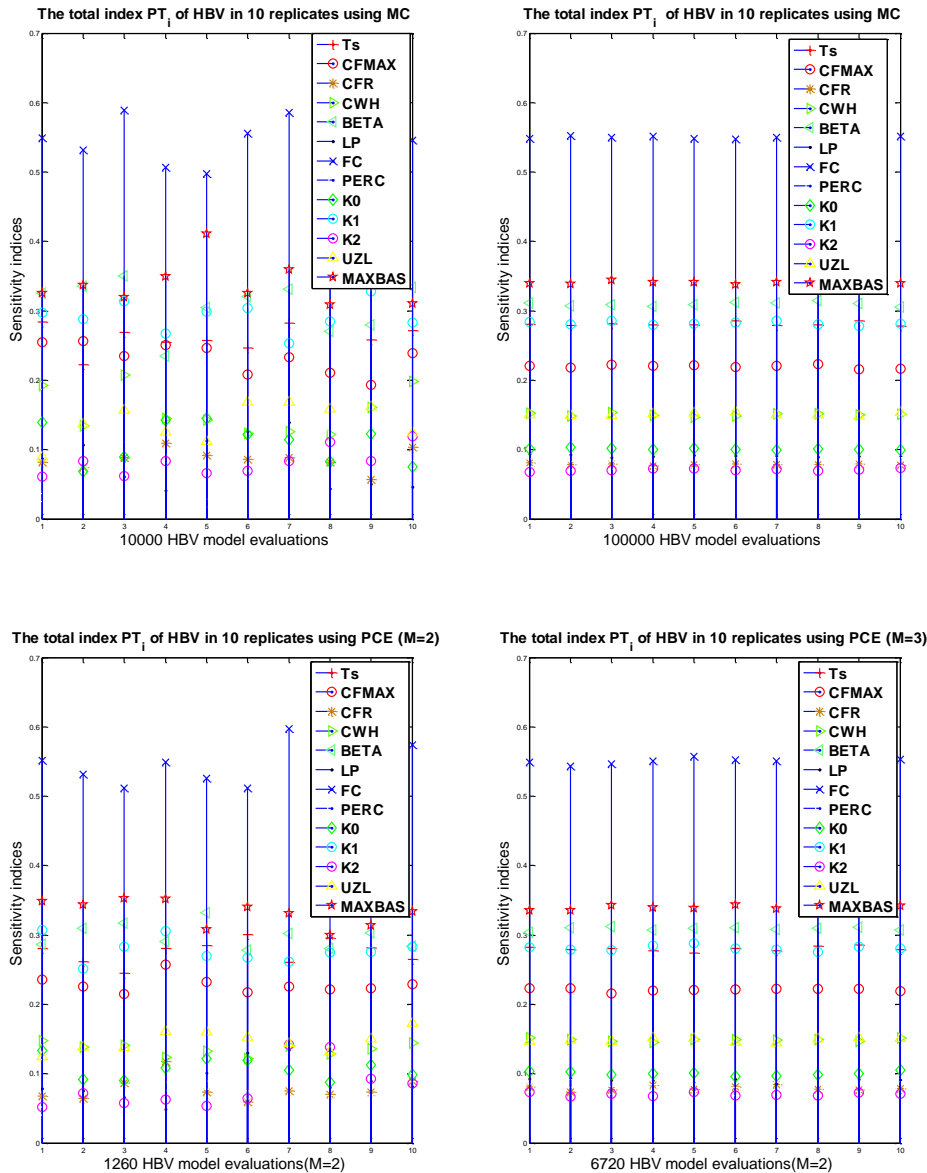 The total index PT_i of HBV in 10 replicates using MC
0.7
0.6
0.5
0.4
0.3
0.2
0.1
0
Sensitivity indices
Ts
CFMAX
CFR
CWH
BETA
LP
FC
PERC
K0
K1
K2
UZL
MAXBAS
1 2 3 4 5 6 7 8 9 10
10000 HBV model evaluations
The total index PT_i of HBV in 10 replicates using MC
0.7
0.6
0.5
0.4
0.3
0.2
0.1
0
Sensitivity indices
Ts
CFMAX
CFR
CWH
BETA
LP
FC
PERC
K0
K1
K2
UZL
MAXBAS
1 2 3 4 5 6 7 8 9 10
100000 HBV model evaluations
The total index PT_i of HBV in 10 replicates using PCE (M=2)
0.7
0.6
0.5
0.4
0.3
0.2
0.1
0
Sensitivity indices
Ts
CFMAX
CFR
CWH
BETA
LP
FC
PERC
K0
K1
K2
UZL
MAXBAS
1 2 3 4 5 6 7 8 9 10
1260 HBV model evaluations(M=2)
The total index PT_i of HBV in 10 replicates using PCE (M=3)
0.7
0.6
0.5
0.4
0.3
0.2
0.1
0
Sensitivity indices
Ts
CFMAX
CFR
CWH
BETA
LP
FC
PERC
K0
K1
K2
UZL
MAXBAS
1 2 3 4 5 6 7 8 9 10
6720 HBV model evaluations(M=2)